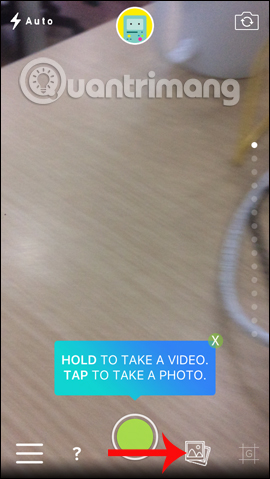 Auto
Quantrimang
X
HOLD TO TAKE A VIDEO.
TAP TO TAKE A PHOTO.
?
G